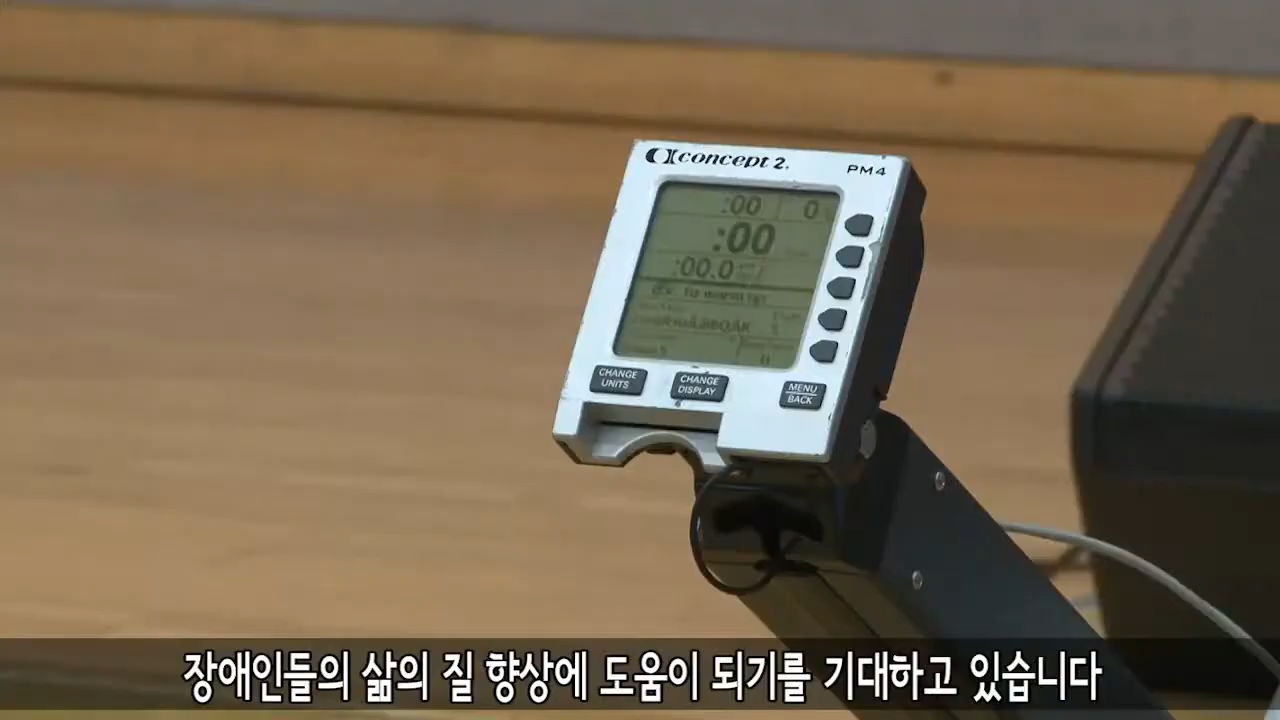 concept 2.
PM4
:00 0
:00
:00.0
CHANGE UNITS
CHANGE DISPLAY
MENU BACK
장애인들의 삶의 질 향상에 도움이 되기를 기대하고 있습니다